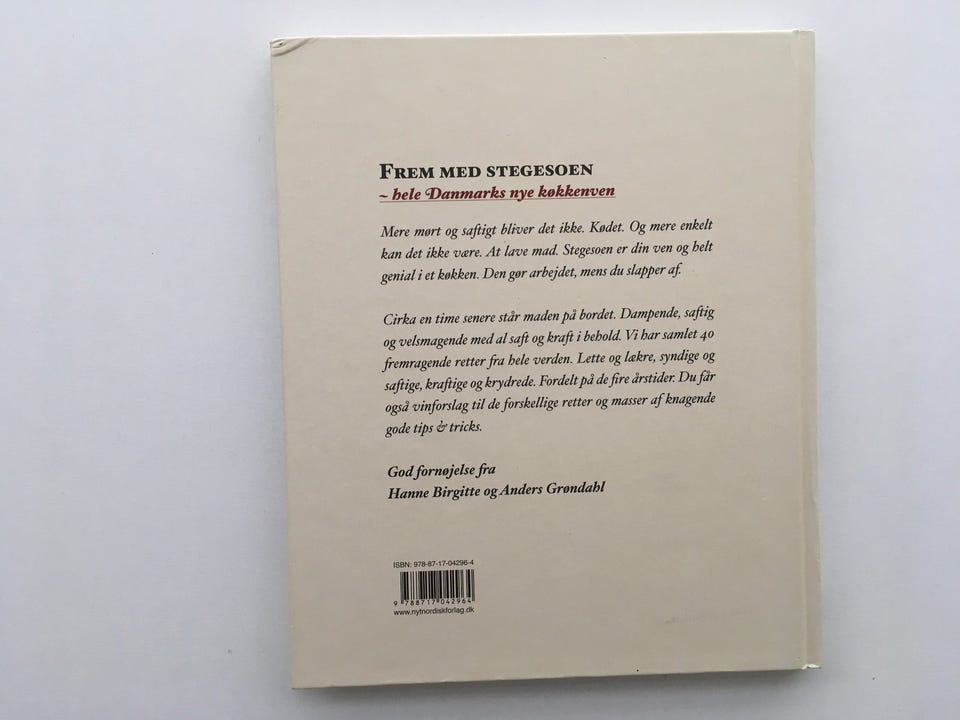 FREM MED STEGESOEN
~ hele Danmarks nye køkkenven
Mere mørt og saftigt bliver det ikke. Kødet. Og mere enkelt
kan det ikke være. At lave mad. Stegesoen er din ven og helt
genial i et køkken. Den gør arbejdet, mens du slapper af.
Cirka en time senere står maden på bordet. Dampende, saftig
og velsmagende med al saft og kraft i behold. Vi har samlet 40
fremragende retter fra hele verden. Lette og lækre, syndige og
saftige, kraftige og krydrede. Fordelt på de fire årstider. Du får
også vinforslag til de forskellige retter og masser af knagende
gode tips & tricks.
God fornøjelse fra
Hanne Birgitte og Anders Grøndahl
ISBN: 978-87-17-04296-4
9 788717 042964
www.nytnordiskforlag.dk